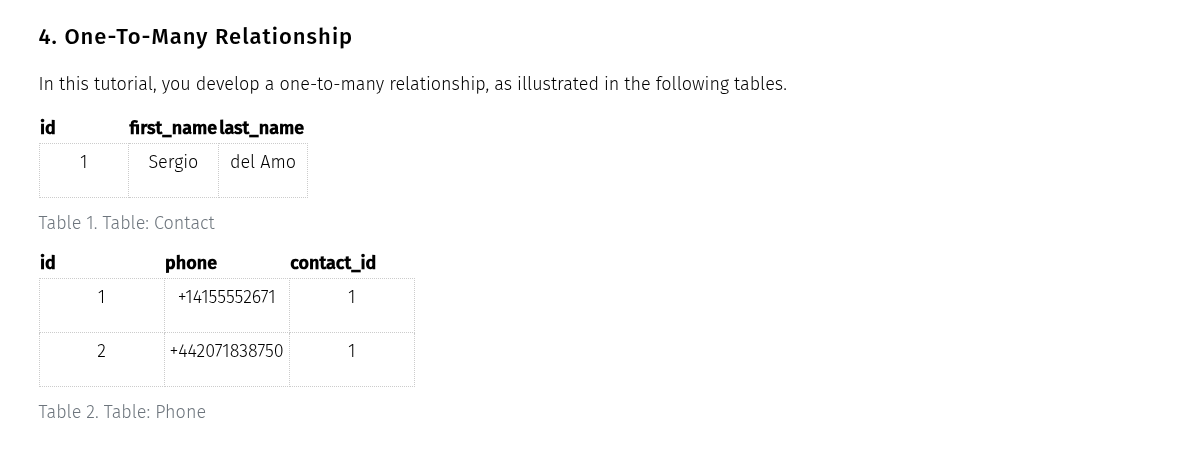 4. One-To-Many Relationship
In this tutorial, you develop a one-to-many relationship, as illustrated in the following tables.
id first_name last_name
1 Sergio del Amo
Table 1. Table: Contact
id phone contact_id
1 +14155552671 1
2 +442071838750 1
Table 2. Table: Phone